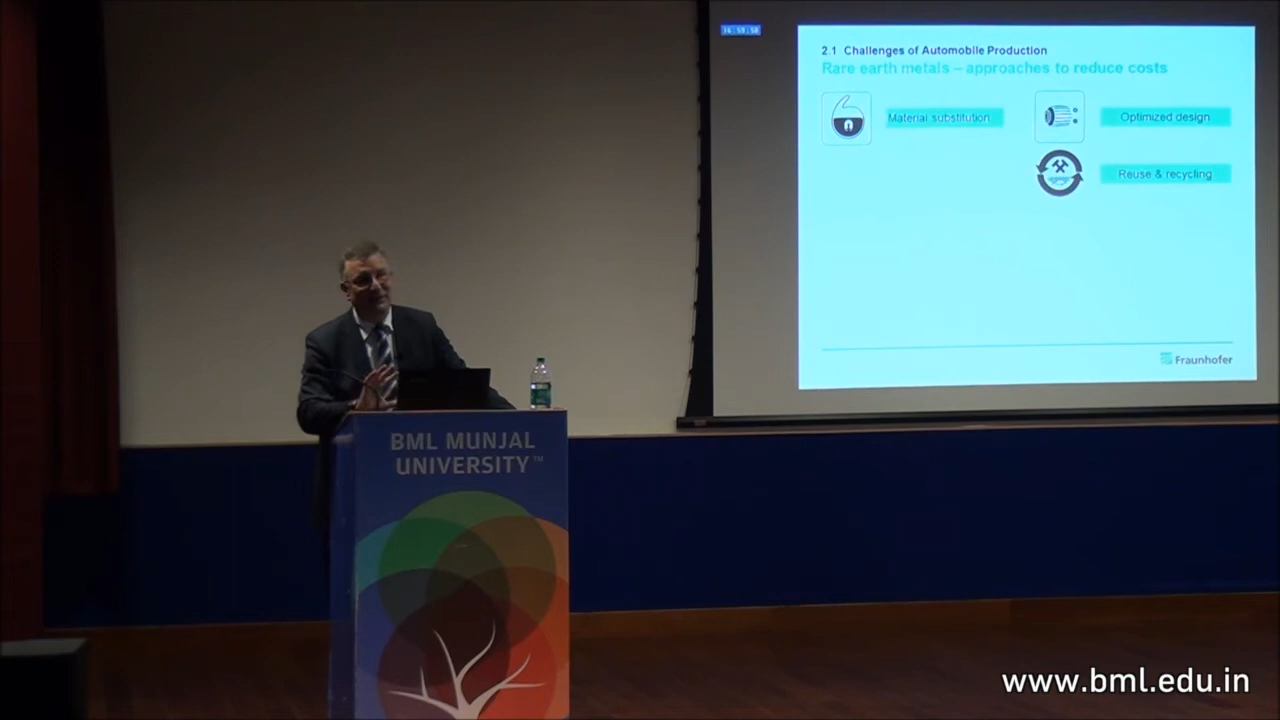 16:59:58
2.1 Challenges of Automobile Production
Rare earth metals – approaches to reduce costs
Material substitution
Optimized design
Reuse & recycling
Fraunhofer
BML MUNJAL
UNIVERSITY™
www.bml.edu.in